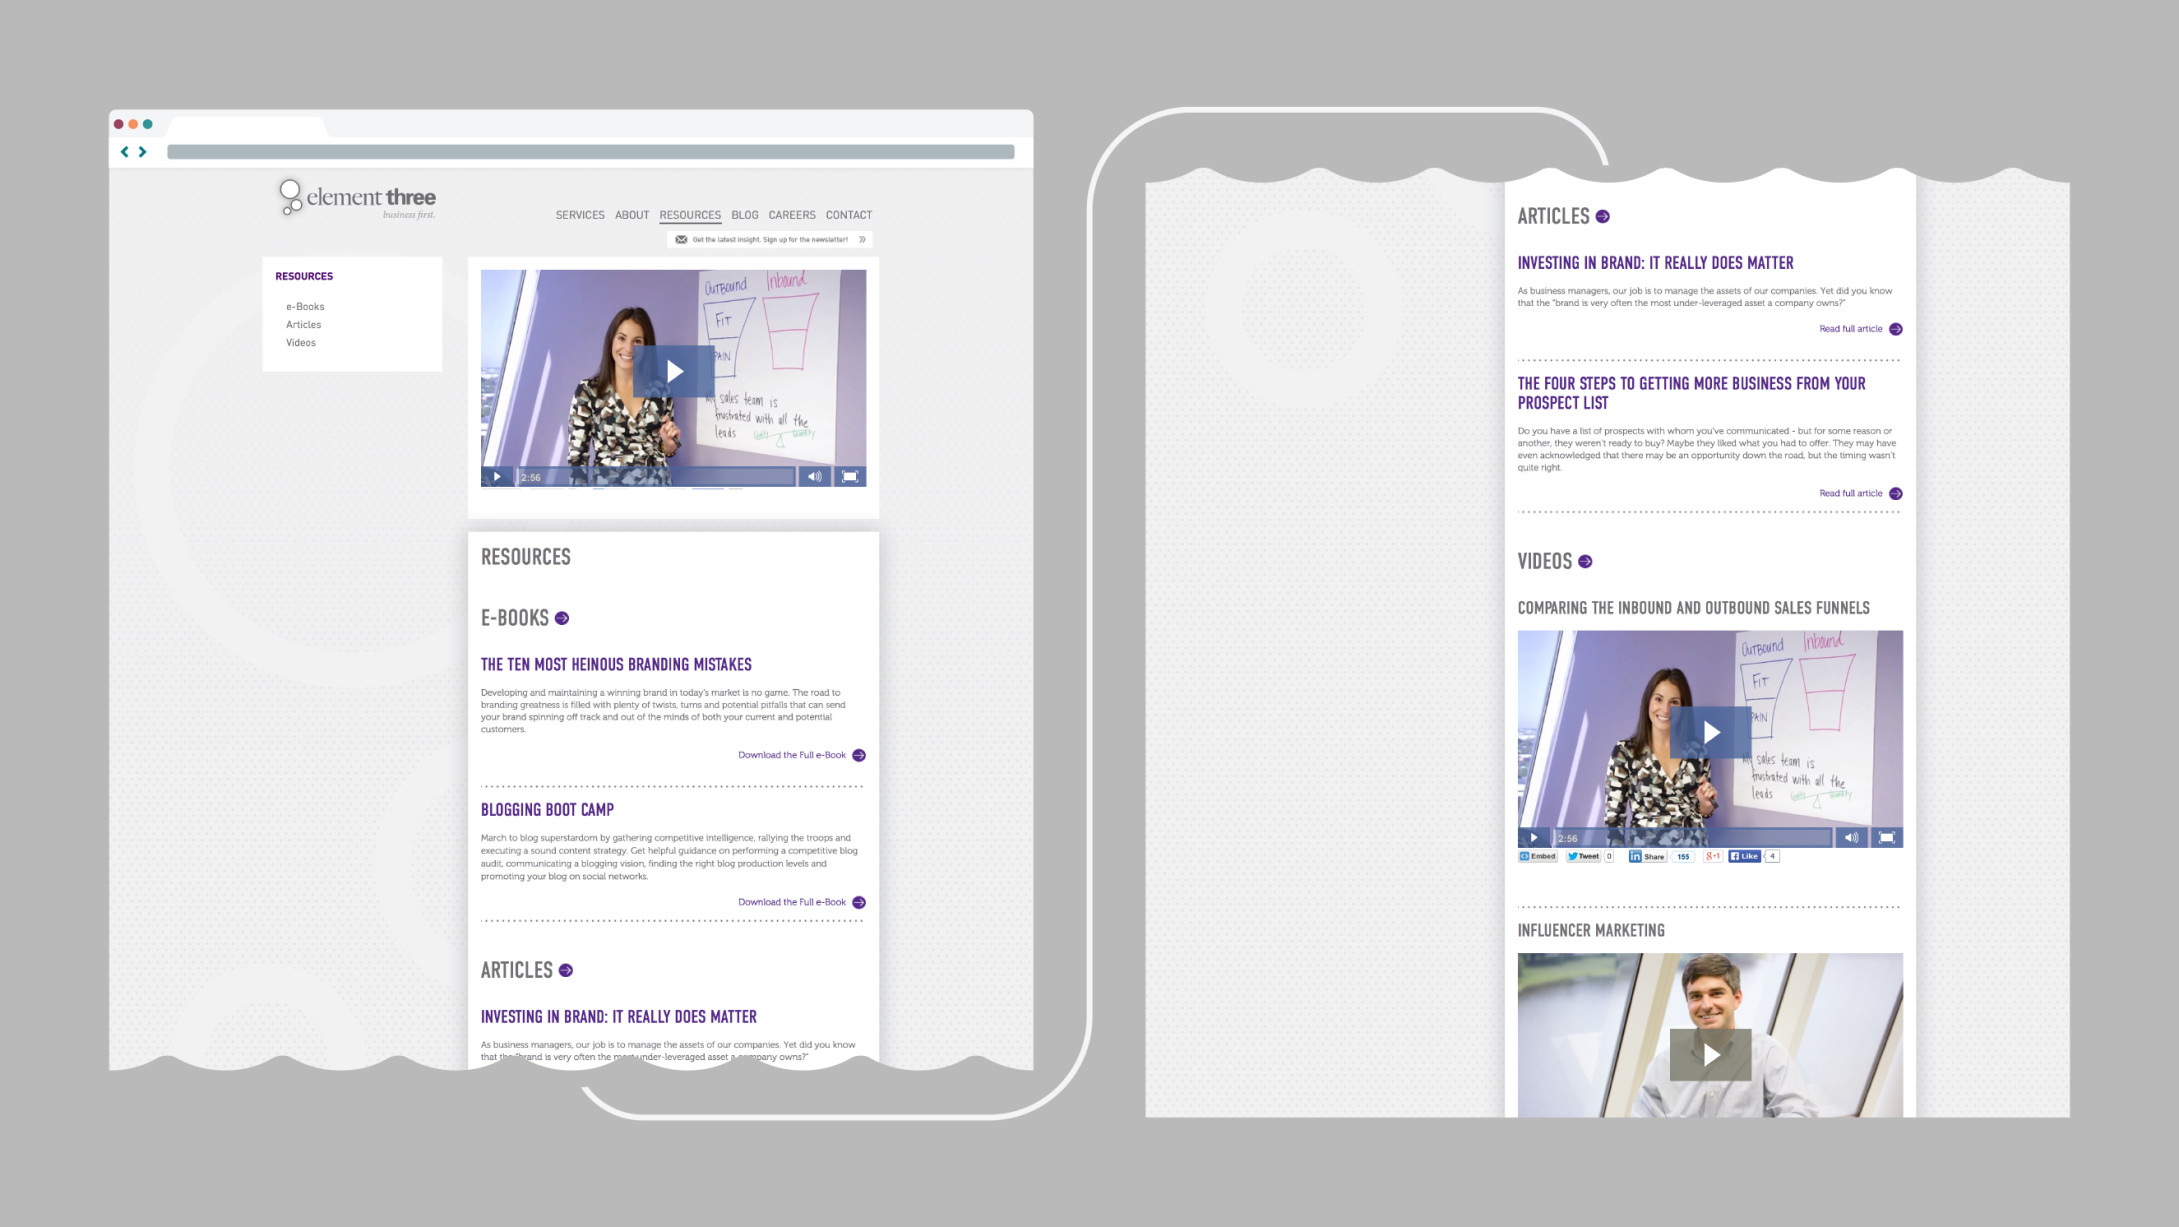 element three
business first.
SERVICES ABOUT RESOURCES BLOG CAREERS CONTACT
Get the latest insight. Sign up for the newsletter!
RESOURCES
e-Books
Articles
Videos
OUTBOUND Inbound
FIT
PAIN
My sales team is
frustrated with all the
leads
2:56
RESOURCES
E-BOOKS
THE TEN MOST HEINOUS BRANDING MISTAKES
Developing and maintaining a winning brand in today's market is no game. The road to
branding greatness is filled with plenty of twists, turns and potential pitfalls that can send
your brand spinning off track and out of the minds of both your current and potential
customers.
Download the Full e-Book
BLOGGING BOOT CAMP
March to blog superstardom by gathering competitive intelligence, rallying the troops and
executing a sound content strategy. Get helpful guidance on performing a competitive blog
audit, communicating a blogging vision, finding the right blog production levels and
promoting your blog on social networks.
Download the Full e-Book
ARTICLES
INVESTING IN BRAND: IT REALLY DOES MATTER
As business managers, our job is to manage the assets of our companies. Yet did you know
that the "brand is very often the most under-leveraged asset a company owns?"
ARTICLES
INVESTING IN BRAND: IT REALLY DOES MATTER
As business managers, our job is to manage the assets of our companies. Yet did you know
that the "brand is very often the most under-leveraged asset a company owns?"
Read full article
THE FOUR STEPS TO GETTING MORE BUSINESS FROM YOUR
PROSPECT LIST
Do you have a list of prospects with whom you've communicated - but for some reason or
another, they weren't ready to buy? Maybe they liked what you had to offer. They may have
even acknowledged that there may be an opportunity down the road, but the timing wasn't
quite right.
Read full article
VIDEOS
COMPARING THE INBOUND AND OUTBOUND SALES FUNNELS
OUTBOUND Inbound
FIT
PAIN
My sales team is
frustrated with all the
leads
2:56
Embed Tweet 0 in Share 155 g+1 Like 4
INFLUENCER MARKETING